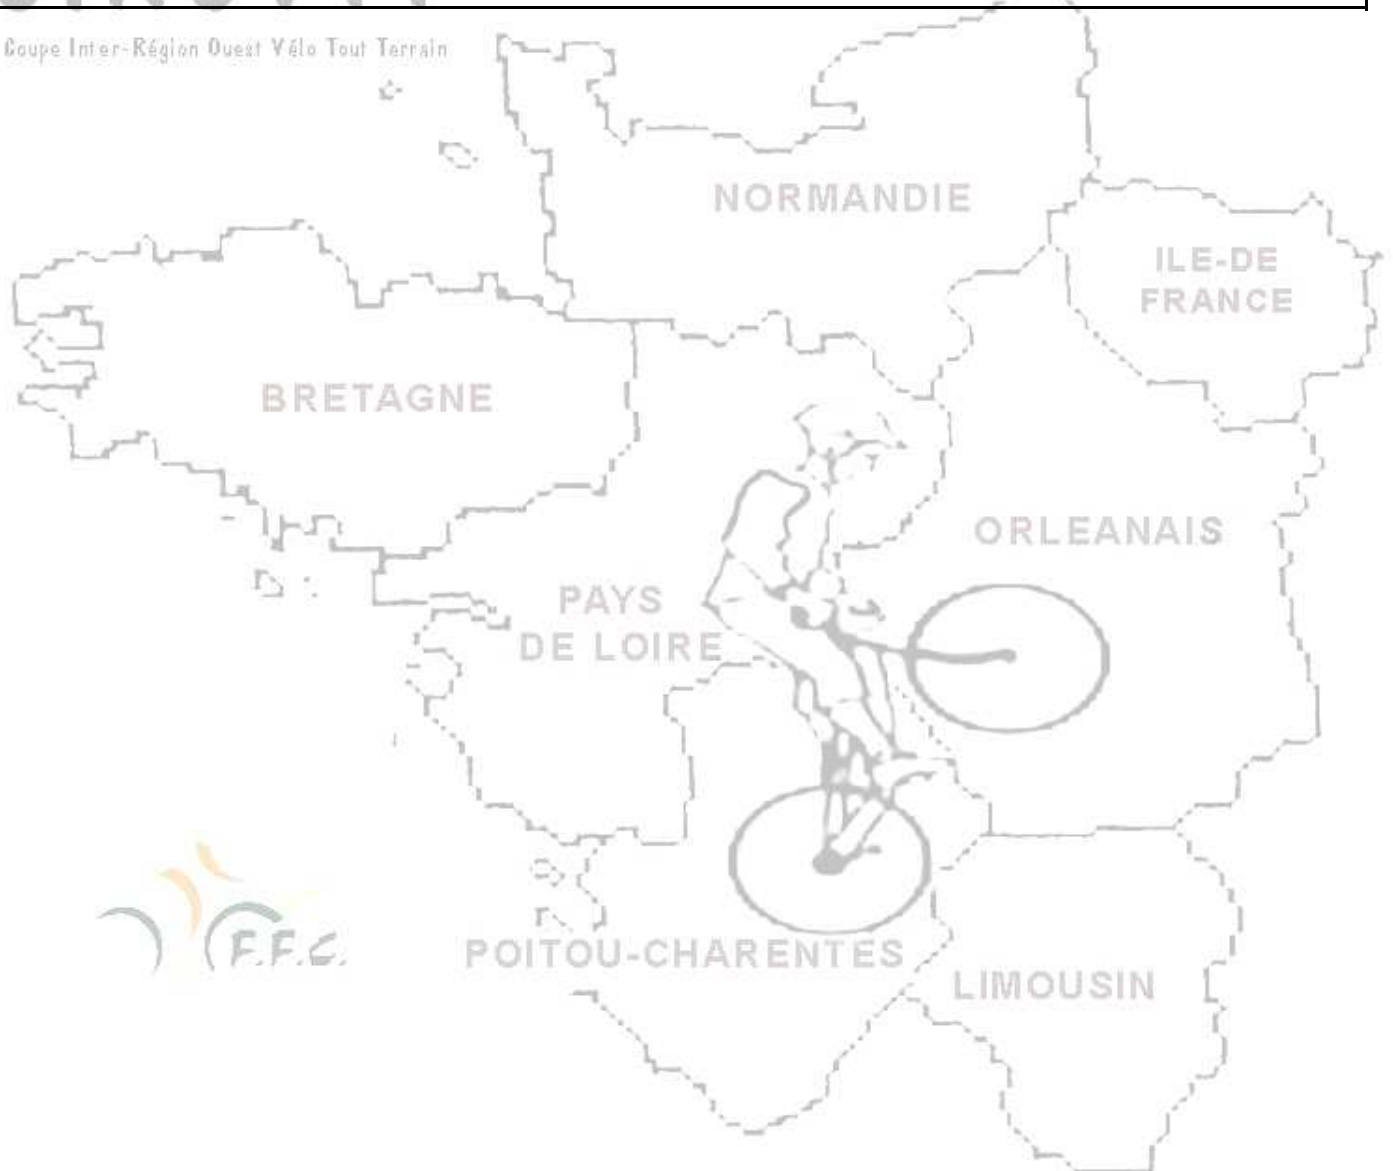 Coupe Inter-Région Ouest Vélo Tout Terrain
NORMANDIE
ILE-DE
FRANCE
BRETAGNE
ORLEANAIS
PAYS
DE LOIRE
F.F.C.
POITOU-CHARENTES
LIMOUSIN